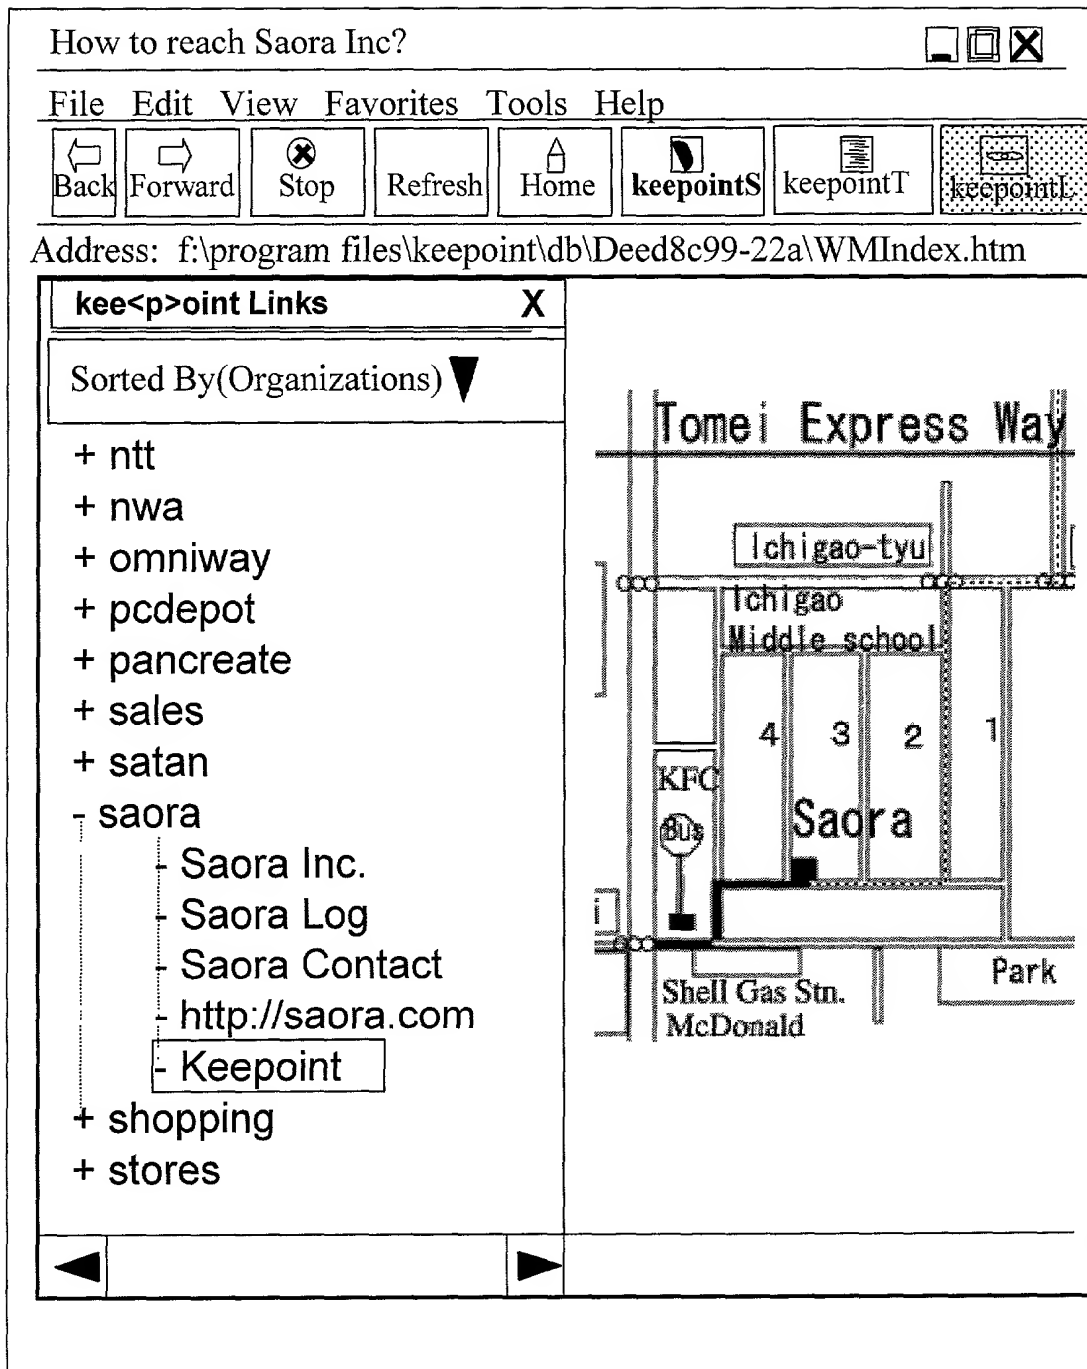 How to reach Saora Inc?
File Edit View Favorites Tools Help
Back Forward Stop Refresh Home keepointS keepointT keepointL
Address: f:\program files\keepoint\db\Deed8c99-22a\WMIndex.htm
kee<p>oint Links X
Sorted By(Organizations)
+ ntt
+ nwa
+ omniway
+ pcdepot
+ pancreate
+ sales
+ satan
- saora
- Saora Inc.
- Saora Log
- Saora Contact
- http://saora.com
- Keepoint
+ shopping
+ stores
Tomei Express Way
Ichigao-tyu
Ichigao
Middle school
4 3 2 1
KFC
Bus
Saora
Park
Shell Gas Stn.
McDonald